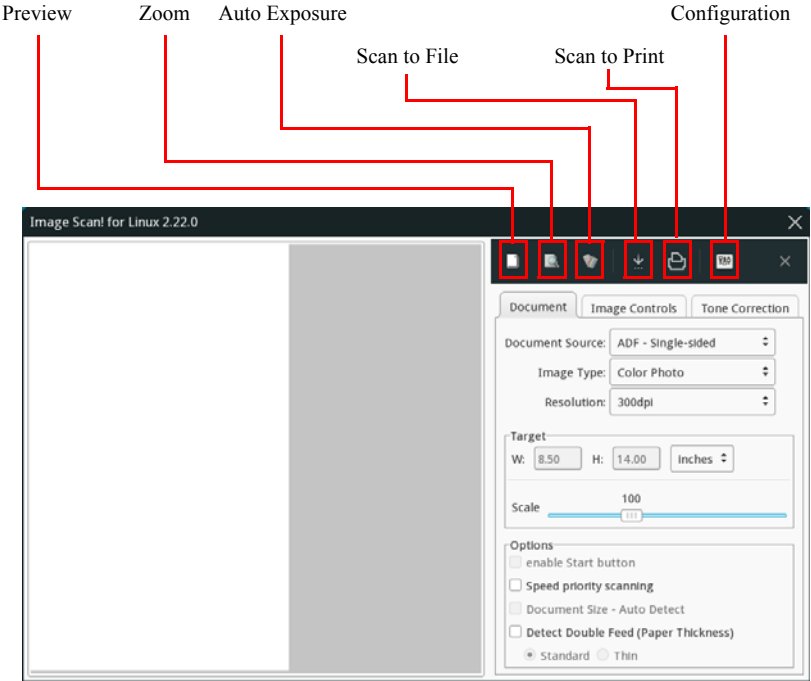 Preview Zoom Auto Exposure Configuration
Scan to File Scan to Print
Image Scan! for Linux 2.22.0
Document Image Controls Tone Correction
Document Source: ADF - Single-sided
Image Type: Color Photo
Resolution: 300dpi
Target
W: 8.50 H: 14.00 Inches
100
Scale
Options
enable Start button
Speed priority scanning
Document Size - Auto Detect
Detect Double Feed (Paper Thickness)
Standard Thin